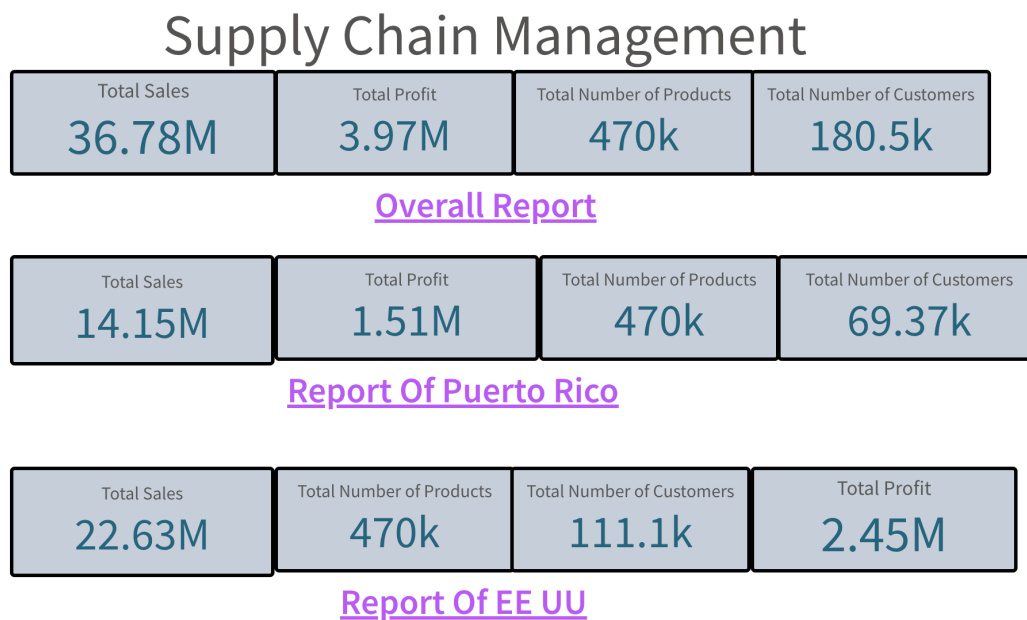 Supply Chain Management
Total Sales
Total Profit
Total Number of Products
Total Number of Customers
36.78M
3.97M
470k
180.5k
Overall Report
Total Sales
Total Profit
Total Number of Products
Total Number of Customers
14.15M
1.51M
470k
69.37k
Report Of Puerto Rico
Total Sales
Total Number of Products
Total Number of Customers
Total Profit
22.63M
470k
111.1k
2.45M
Report Of EE UU